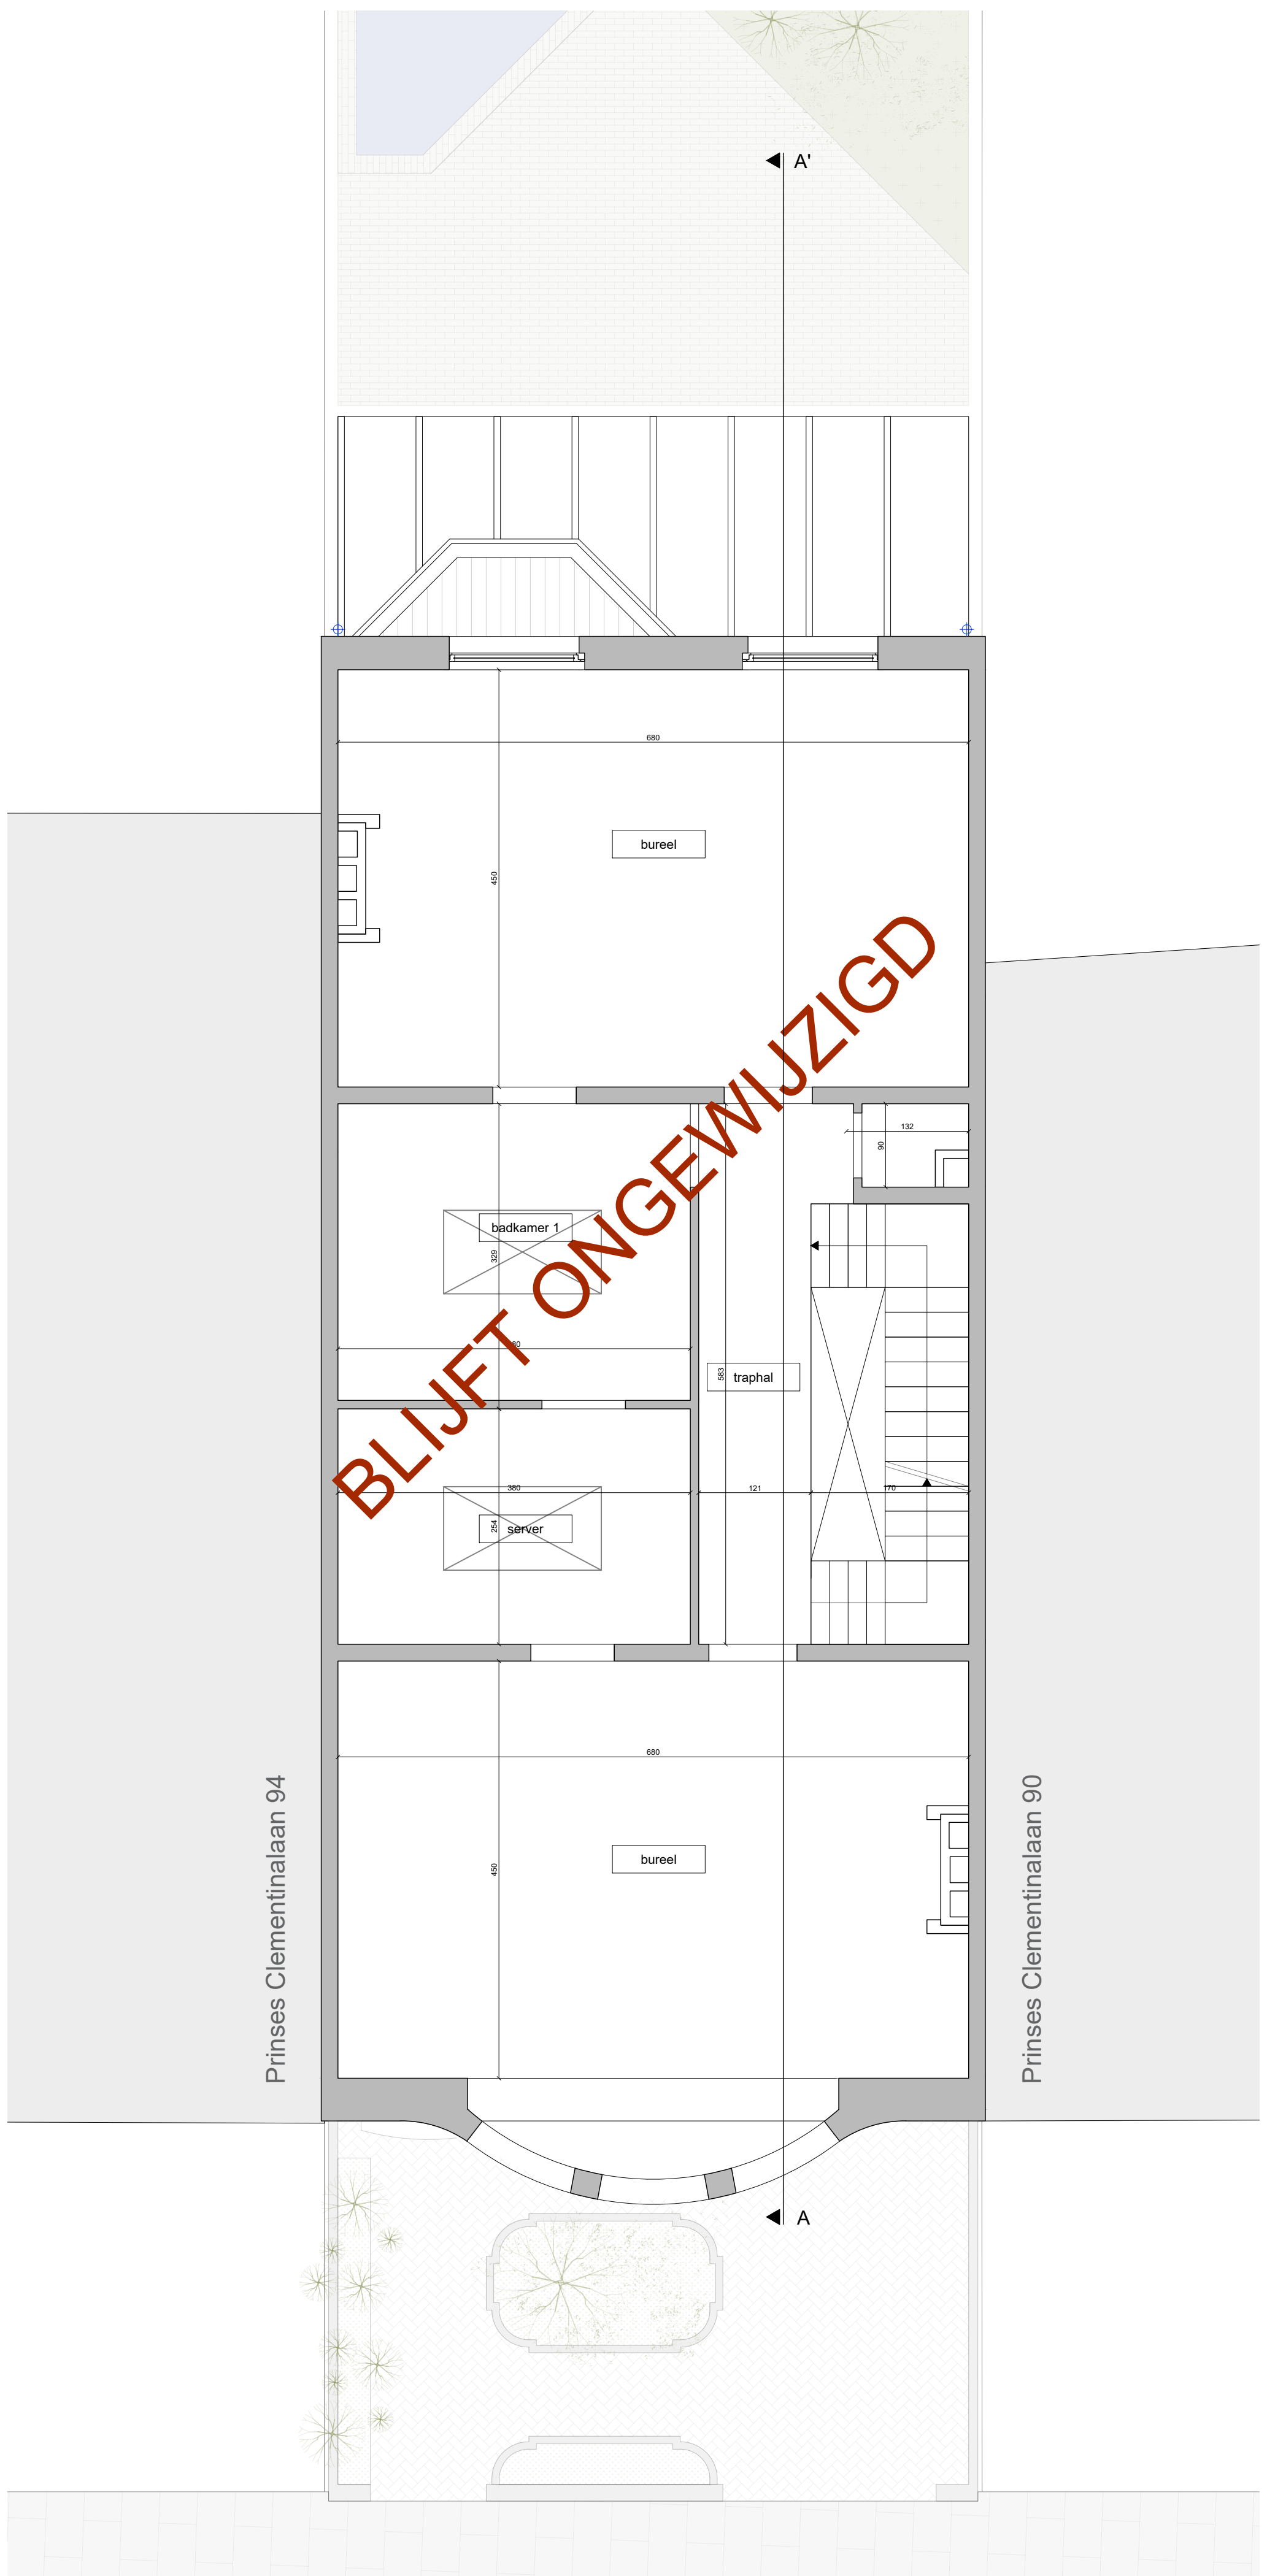 A'
680
bureel
450
132
90
badkamer 1
329
583
traphal
380
121
170
server
254
BLIJFT ONGEWIJZIGD
680
bureel
450
Prinses Clementinalaan 94
Prinses Clementinalaan 90
A